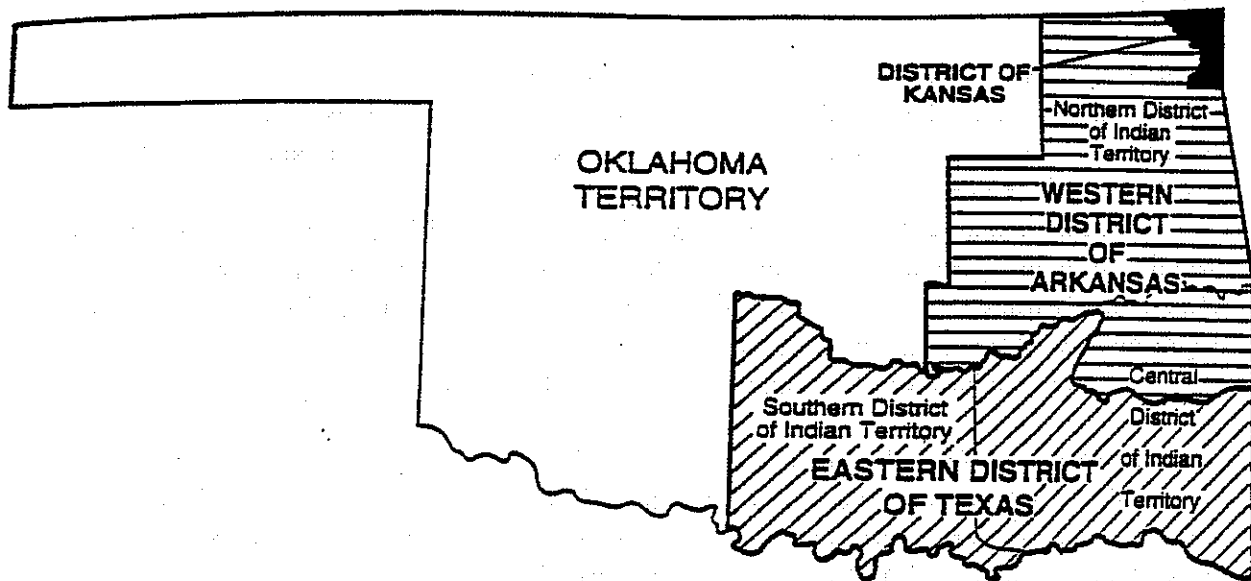 DISTRICT OF
KANSAS
Northern District
of Indian
Territory
OKLAHOMA
TERRITORY
WESTERN
DISTRICT
OF
ARKANSAS
Central
District
of Indian
Territory
Southern District
of Indian Territory
EASTERN DISTRICT
OF TEXAS